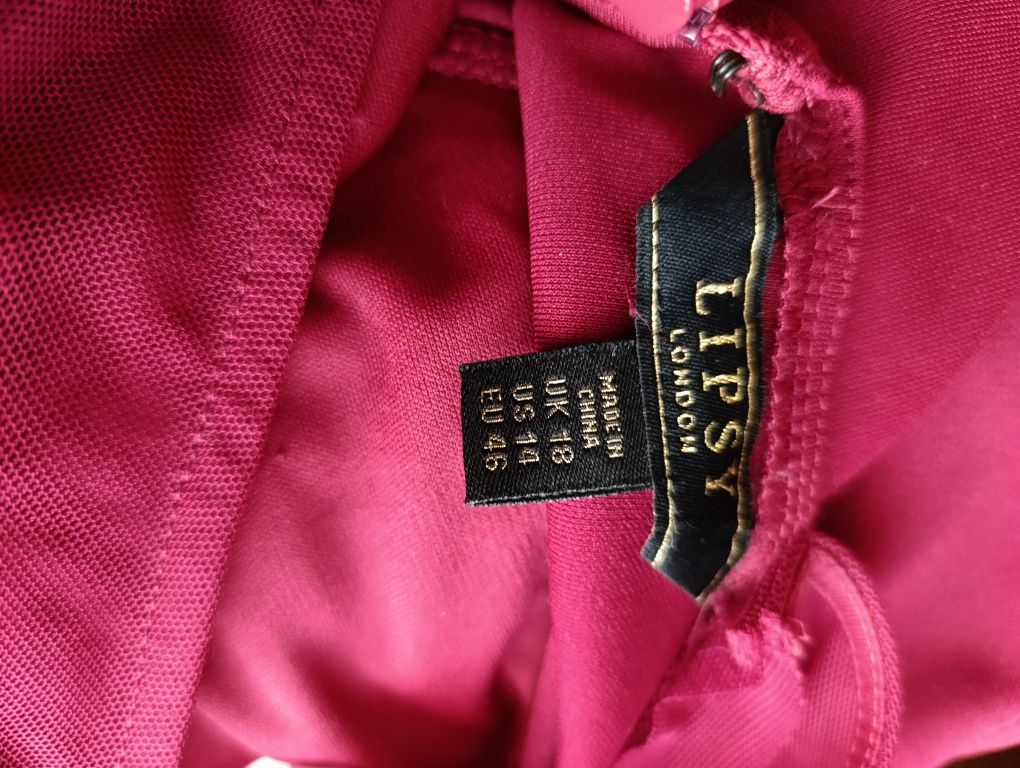 LIPSY
LONDON
MADE IN
CHINA
UK 18
US 14
EU 46